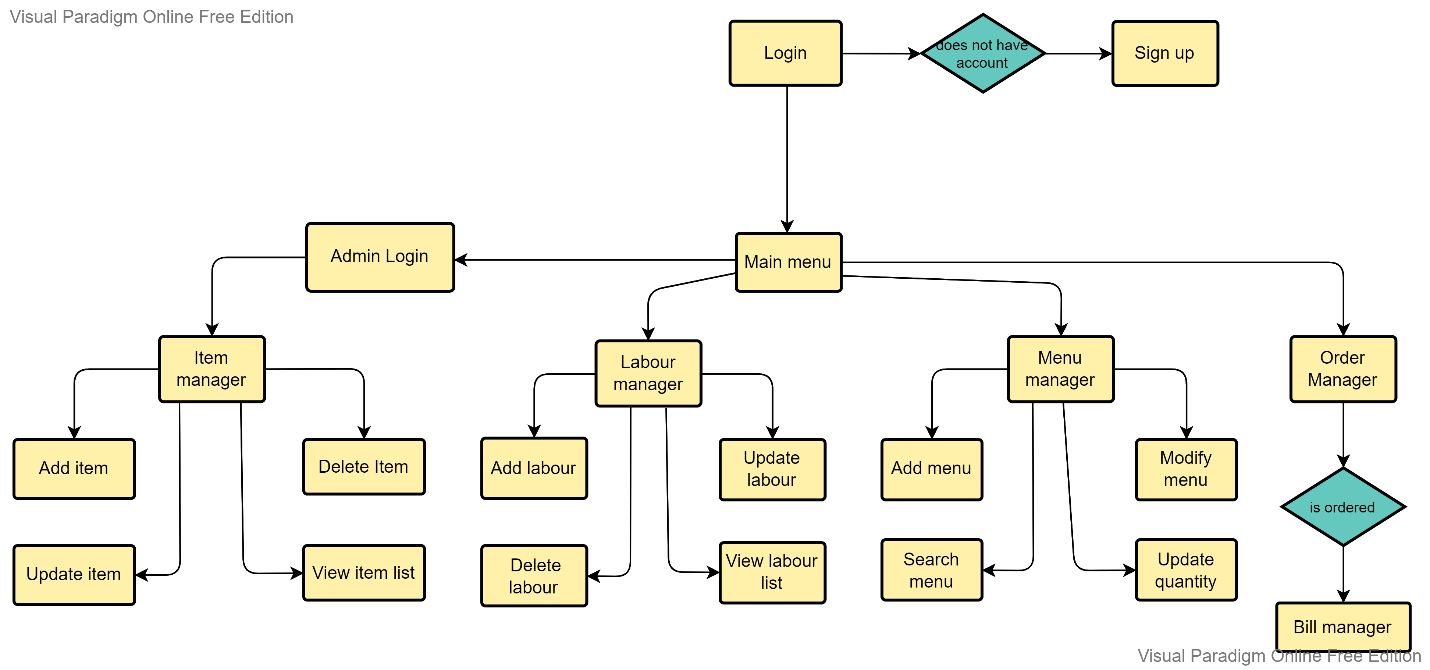 Visual Paradigm Online Free Edition
Login
does not have
account
Sign up
Admin Login
Main menu
Item
manager
Labour
manager
Menu
manager
Order
Manager
Add item
Delete Item
Add labour
Update
labour
Add menu
Modify
menu
is ordered
Update item
View item list
Delete
labour
View labour
list
Search
menu
Update
quantity
Bill manager
Visual Paradigm Online Free Edition